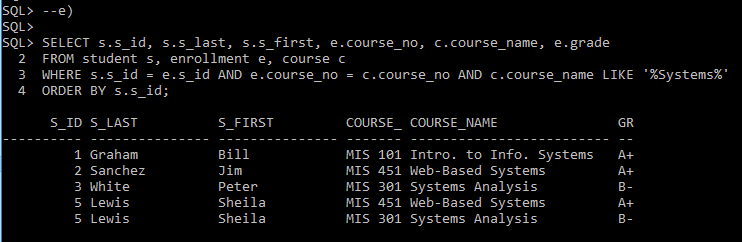 SQL> --e)
SQL>
SQL> SELECT s.s_id, s.s_last, s.s_first, e.course_no, c.course_name, e.grade
  2  FROM student s, enrollment e, course c
  3  WHERE s.s_id = e.s_id AND e.course_no = c.course_no AND c.course_name LIKE '%Systems%'
  4  ORDER BY s.s_id;

      S_ID S_LAST          S_FIRST         COURSE_ COURSE_NAME               GR
---------- --------------- --------------- ------- ------------------------- --
         1 Graham          Bill            MIS 101 Intro. to Info. Systems   A+
         2 Sanchez         Jim             MIS 451 Web-Based Systems         A+
         3 White           Peter           MIS 301 Systems Analysis          B-
         5 Lewis           Sheila          MIS 451 Web-Based Systems         A+
         5 Lewis           Sheila          MIS 301 Systems Analysis          B-